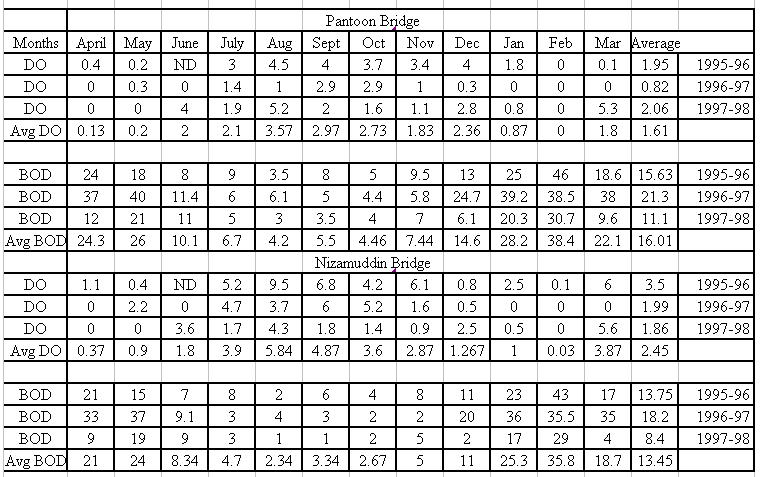 Pantoon Bridge
Months April May June July Aug Sept Oct Nov Dec Jan Feb Mar Average
DO 0.4 0.2 ND 3 4.5 4 3.7 3.4 4 1.8 0 0.1 1.95 1995-96
DO 0 0.3 0 1.4 1 2.9 2.9 1 0.3 0 0 0 0.82 1996-97
DO 0 0 4 1.9 5.2 2 1.6 1.1 2.8 0.8 0 5.3 2.06 1997-98
Avg DO 0.13 0.2 2 2.1 3.57 2.97 2.73 1.83 2.36 0.87 0 1.8 1.61
BOD 24 18 8 9 3.5 8 5 9.5 13 25 46 18.6 15.63 1995-96
BOD 37 40 11.4 6 6.1 5 4.4 5.8 24.7 39.2 38.5 38 21.3 1996-97
BOD 12 21 11 5 3 3.5 4 7 6.1 20.3 30.7 9.6 11.1 1997-98
Avg BOD 24.3 26 10.1 6.7 4.2 5.5 4.46 7.44 14.6 28.2 38.4 22.1 16.01
Nizamuddin Bridge
DO 1.1 0.4 ND 5.2 9.5 6.8 4.2 6.1 0.8 2.5 0.1 6 3.5 1995-96
DO 0 2.2 0 4.7 3.7 6 5.2 1.6 0.5 0 0 0 1.99 1996-97
DO 0 0 3.6 1.7 4.3 1.8 1.4 0.9 2.5 0.5 0 5.6 1.86 1997-98
Avg DO 0.37 0.9 1.8 3.9 5.84 4.87 3.6 2.87 1.267 1 0.03 3.87 2.45
BOD 21 15 7 8 2 6 4 8 11 23 43 17 13.75 1995-96
BOD 33 37 9.1 3 4 3 2 2 20 36 35.5 35 18.2 1996-97
BOD 9 19 9 3 1 1 2 5 2 17 29 4 8.4 1997-98
Avg BOD 21 24 8.34 4.7 2.34 3.34 2.67 5 11 25.3 35.8 18.7 13.45